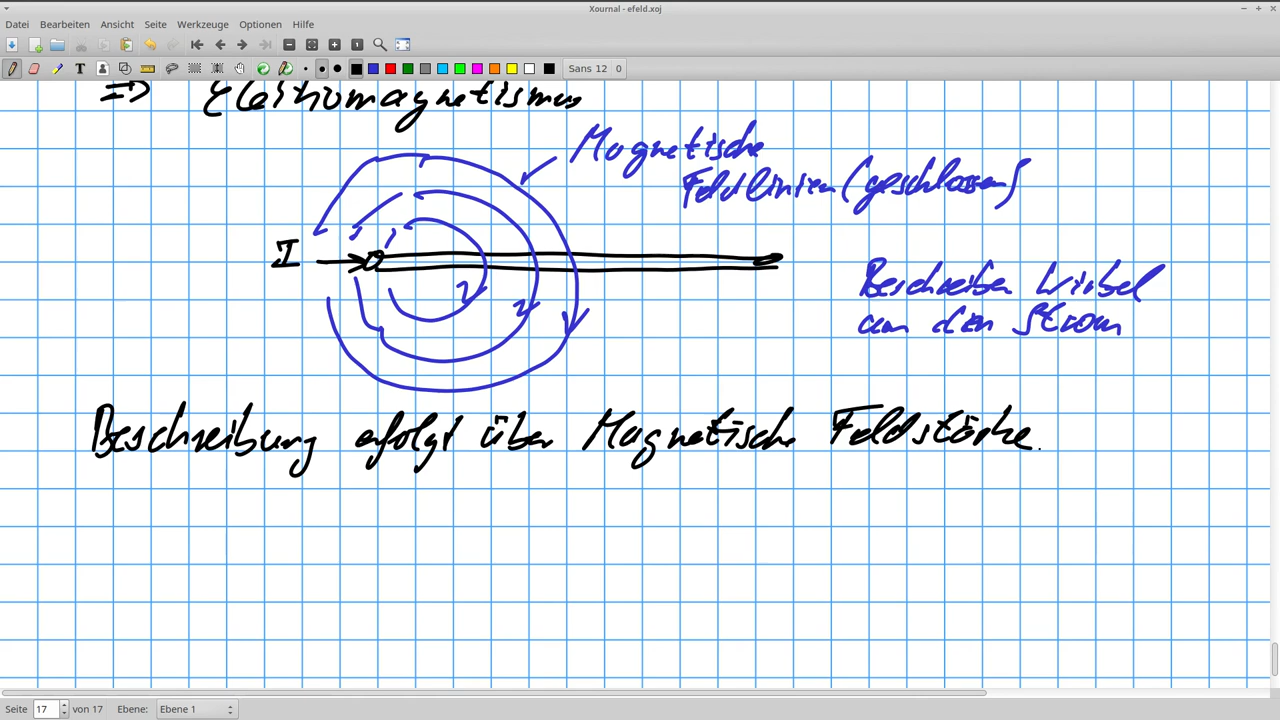 Xournal - efeld.xoj
Datei Bearbeiten Ansicht Seite Werkzeuge Optionen Hilfe
Sans 12 0
=> Elektromagnetismus
Magnetische
Feldlinien (geschlossen)
I
Beschreiben Wirbel
um den Strom
Beschreibung erfolgt über Magnetische Feldstärke.
Seite 17 von 17 Ebene: Ebene 1